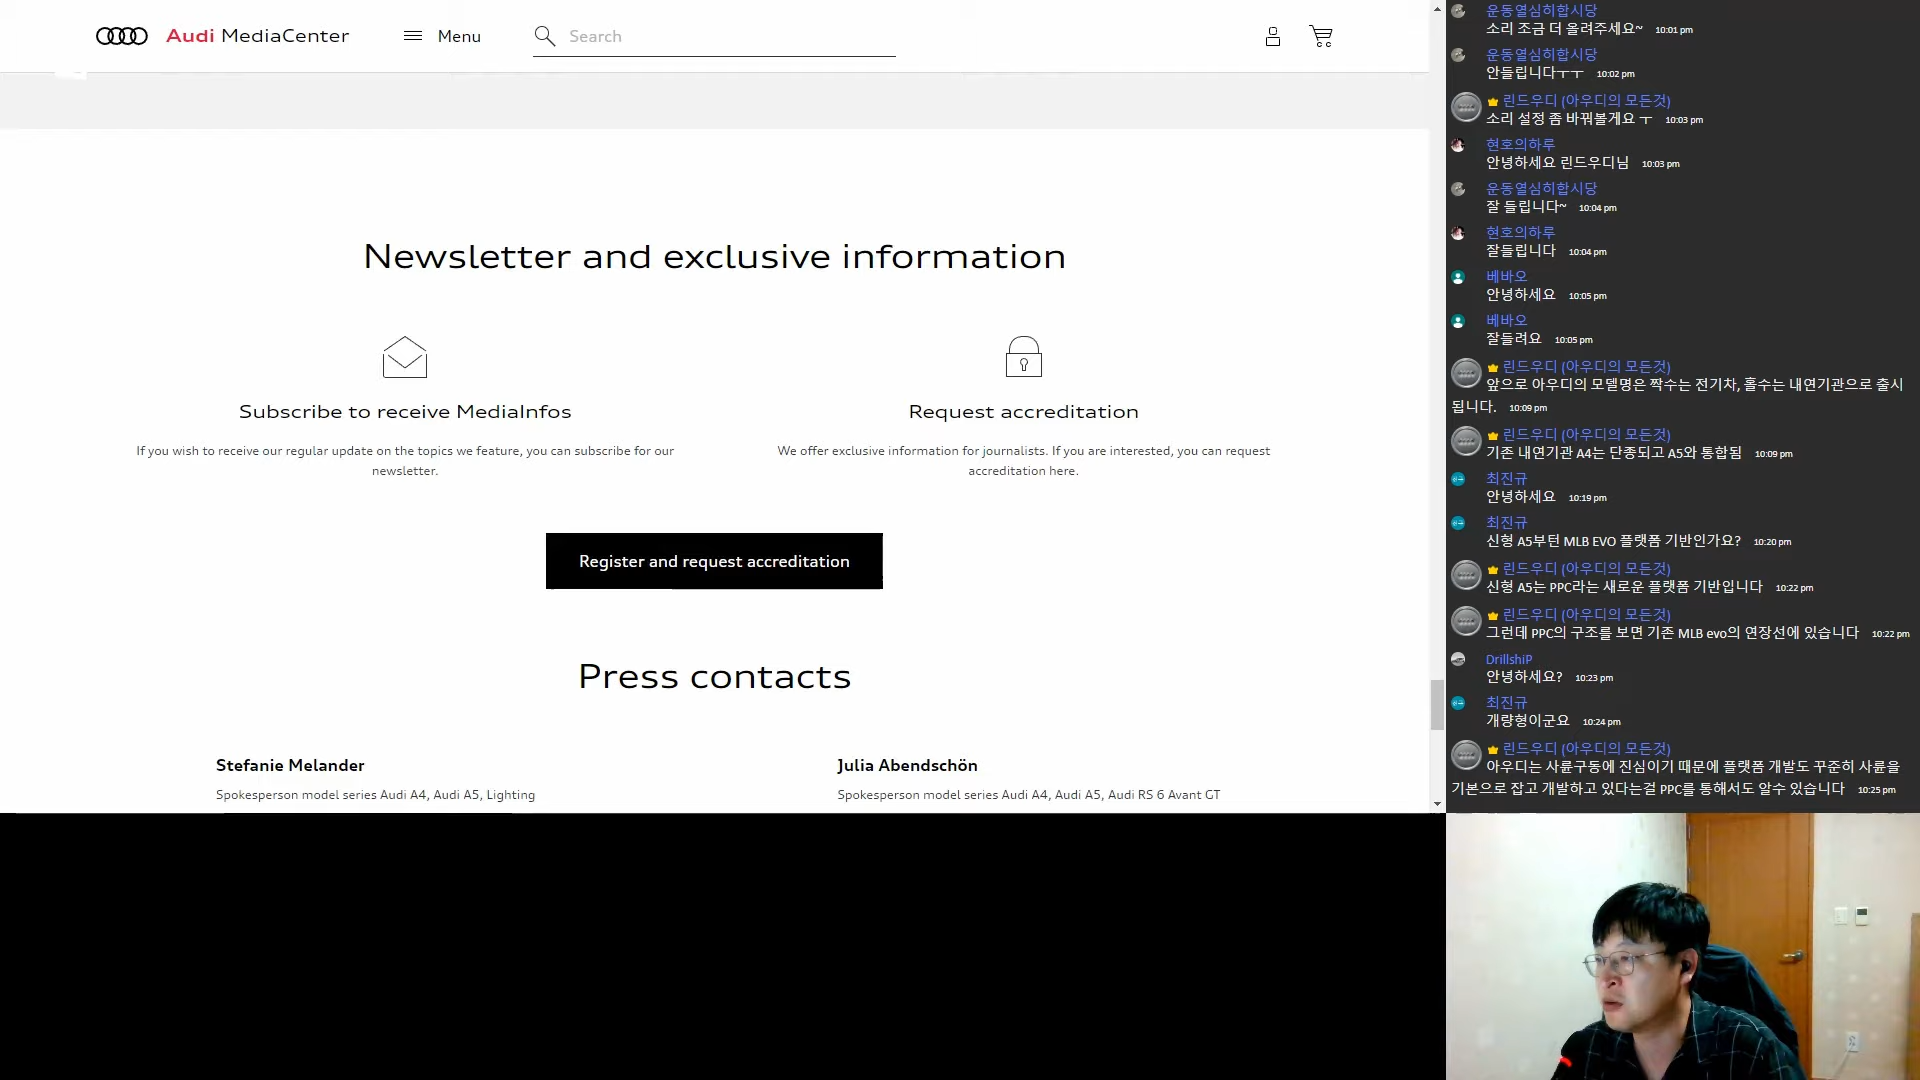 Audi MediaCenter
Menu
Search
Newsletter and exclusive information
Subscribe to receive MediaInfos
If you wish to receive our regular update on the topics we feature, you can subscribe for our
newsletter.
Request accreditation
We offer exclusive information for journalists. If you are interested, you can request
accreditation here.
Register and request accreditation
Press contacts
Stefanie Melander
Spokesperson model series Audi A4, Audi A5, Lighting
Julia Abendschön
Spokesperson model series Audi A4, Audi A5, Audi RS 6 Avant GT
운동열심히합시당
소리 조금 더 올려주세요~ 10:01 pm
운동열심히합시당
안들립니다ㅜㅜ 10:02 pm
린드우디 (아우디의 모든것)
소리 설정 좀 바꿔볼게요 ㅜ 10:03 pm
현호의하루
안녕하세요 린드우디님 10:03 pm
운동열심히합시당
잘 들립니다~ 10:04 pm
현호의하루
잘들립니다 10:04 pm
베바오
안녕하세요 10:05 pm
베바오
잘들려요 10:05 pm
린드우디 (아우디의 모든것)
앞으로 아우디의 모델명은 짝수는 전기차, 홀수는 내연기관으로 출시
됩니다. 10:09 pm
린드우디 (아우디의 모든것)
기존 내연기관 A4는 단종되고 A5와 통합됨 10:09 pm
최진규
안녕하세요 10:19 pm
최진규
신형 A5부턴 MLB EVO 플랫폼 기반인가요? 10:20 pm
린드우디 (아우디의 모든것)
신형 A5는 PPC라는 새로운 플랫폼 기반입니다 10:22 pm
린드우디 (아우디의 모든것)
그런데 PPC의 구조를 보면 기존 MLB evo의 연장선에 있습니다 10:22 pm
DrillshiP
안녕하세요? 10:23 pm
최진규
개량형이군요 10:24 pm
린드우디 (아우디의 모든것)
아우디는 사륜구동에 진심이기 때문에 플랫폼 개발도 꾸준히 사륜을
기본으로 잡고 개발하고 있다는걸 PPC를 통해서도 알수 있습니다 10:25 pm